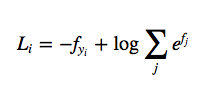 $L_i = -f_{y_i} + \log \sum_j e^{f_j}$